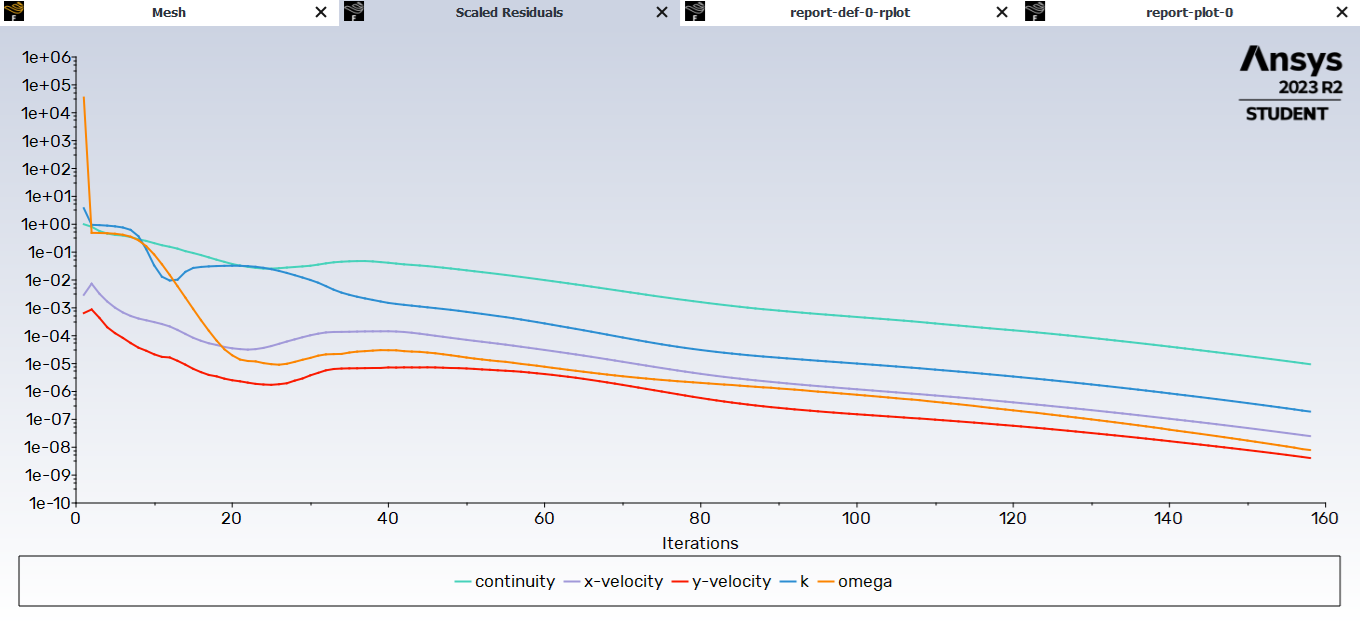 Mesh
Scaled Residuals
report-def-0-rplot
report-plot-0
Ansys
2023 R2
STUDENT
1e+06
1e+05
1e+04
1e+03
1e+02
1e+01
1e+00
1e-01
1e-02
1e-03
1e-04
1e-05
1e-06
1e-07
1e-08
1e-09
1e-10
0 20 40 60 80 100 120 140 160
Iterations
continuity x-velocity y-velocity k omega